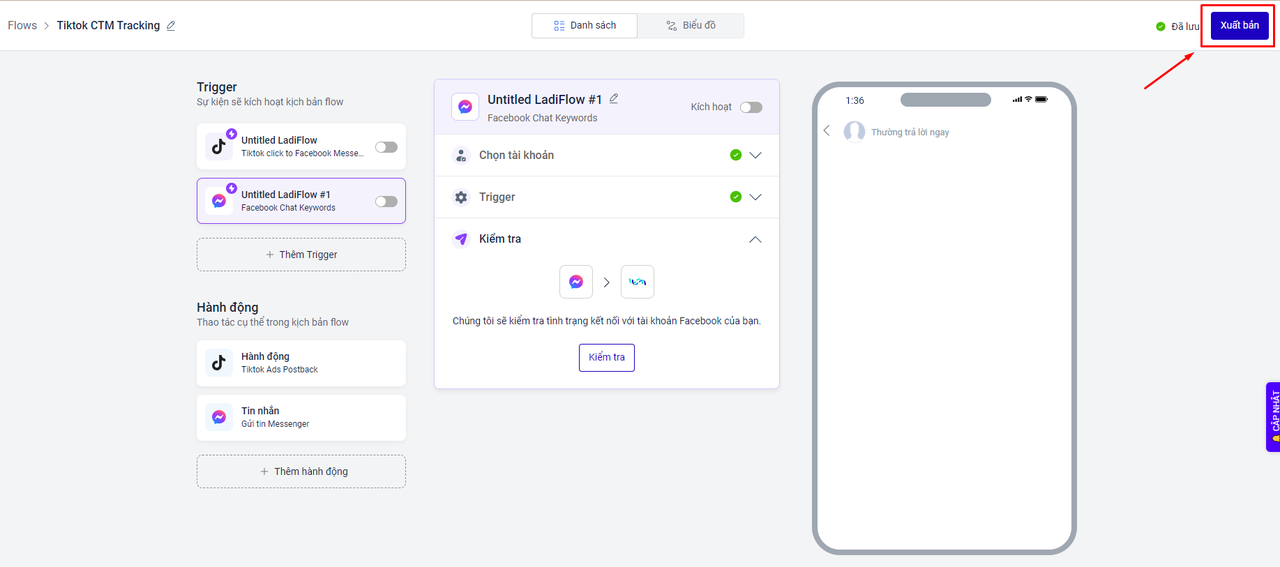 Flows > Tiktok CTM Tracking
Danh sách
Biểu đồ
Đã lưu
Xuất bản
Trigger
Sự kiện sẽ kích hoạt kịch bản flow
Untitled LadiFlow
Tiktok click to Facebook Messe...
Untitled LadiFlow #1
Facebook Chat Keywords
+ Thêm Trigger
Hành động
Thao tác cụ thể trong kịch bản flow
Hành động
Tiktok Ads Postback
Tin nhắn
Gửi tin Messenger
+ Thêm hành động
Untitled LadiFlow #1
Facebook Chat Keywords
Kích hoạt
Chọn tài khoản
Trigger
Kiểm tra
Chúng tôi sẽ kiểm tra tình trạng kết nối với tài khoản Facebook của bạn.
Kiểm tra
1:36
Thường trả lời ngay
CẬP NHẬT